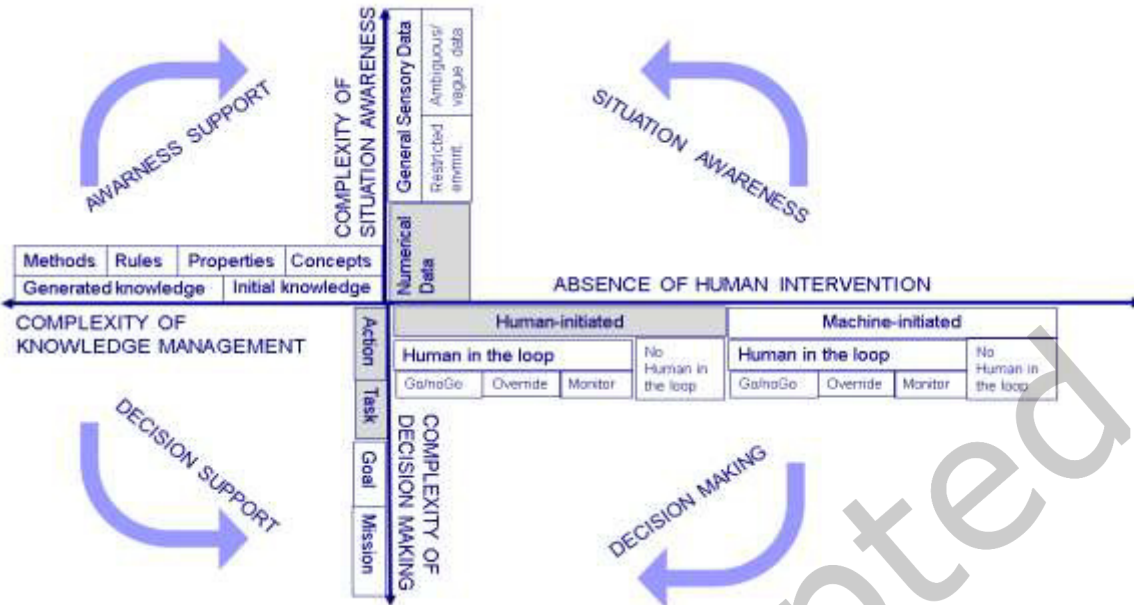 AWARNESS SUPPORT
COMPLEXITY OF
SITUATION AWARENESS
General Sensory Data
Ambiguous/
vague data
Restricted
envmnt.
Numerical
Data
SITUATION AWARENESS
Methods Rules Properties Concepts
Generated knowledge Initial knowledge
ABSENCE OF HUMAN INTERVENTION
COMPLEXITY OF
KNOWLEDGE MANAGEMENT
Action
Task
Goal
Mission
COMPLEXITY OF
DECISION MAKING
Human-initiated Machine-initiated
Human in the loop
No
Human in
the loop
Go/noGo Override Monitor
Human in the loop
No
Human in
the loop
Go/noGo Override Monitor
DECISION SUPPORT
DECISION MAKING
pted